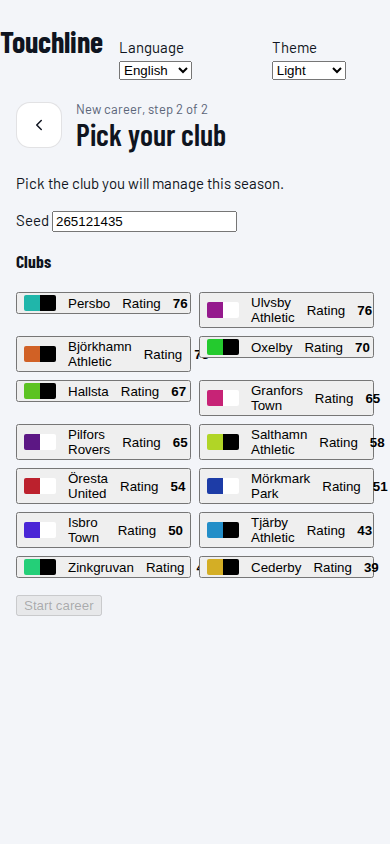 Touchline
Language
Theme
English
Light
New career, step 2 of 2
Pick your club
Pick the club you will manage this season.
Seed 265121435
Clubs
Persbo Rating 76
Ulvsby Athletic Rating 76
Björkhamn Athletic Rating
Oxelby Rating 70
Hallsta Rating 67
Granfors Town Rating 65
Pilfors Rovers Rating 65
Salthamn Athletic Rating 58
Öresta United Rating 54
Mörkmark Park Rating 51
Isbro Town Rating 50
Tjärby Athletic Rating 43
Zinkgruvan Rating
Cederby Rating 39
Start career